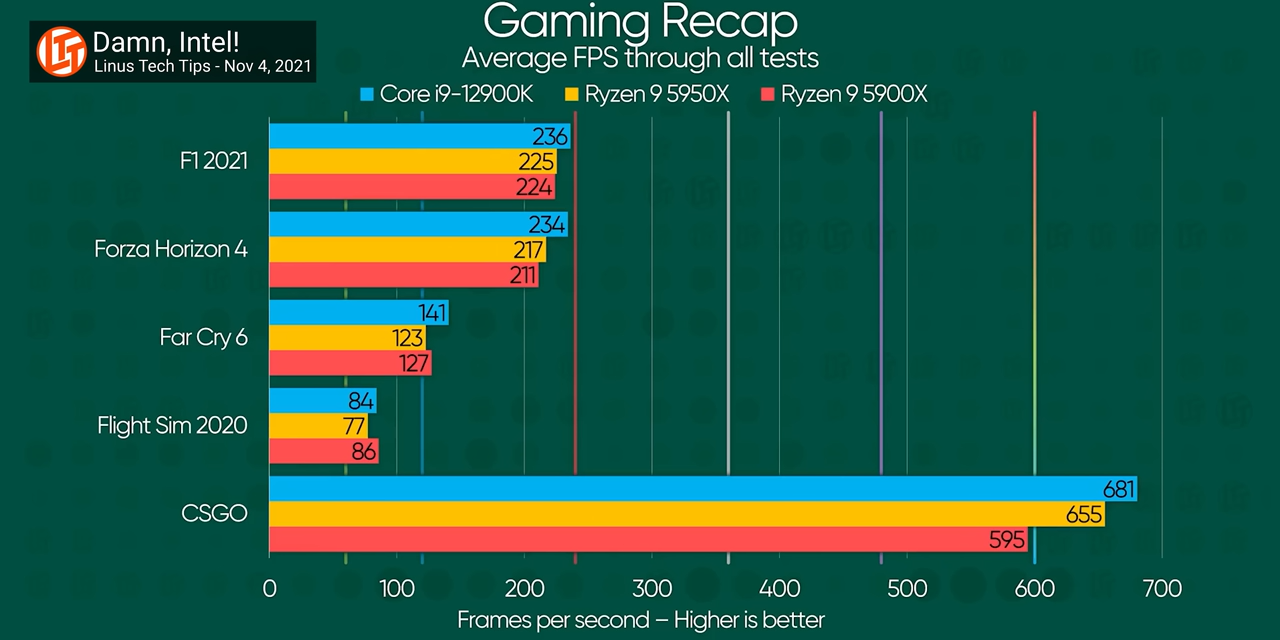 Gaming Recap
Average FPS through all tests
LTT
Damn, Intel!
Linus Tech Tips - Nov 4, 2021
Core i9-12900K Ryzen 9 5950X Ryzen 9 5900X
F1 2021
236
225
224
Forza Horizon 4
234
217
211
Far Cry 6
141
123
127
Flight Sim 2020
84
77
86
CSGO
681
655
595
0 100 200 300 400 500 600 700
Frames per second – Higher is better